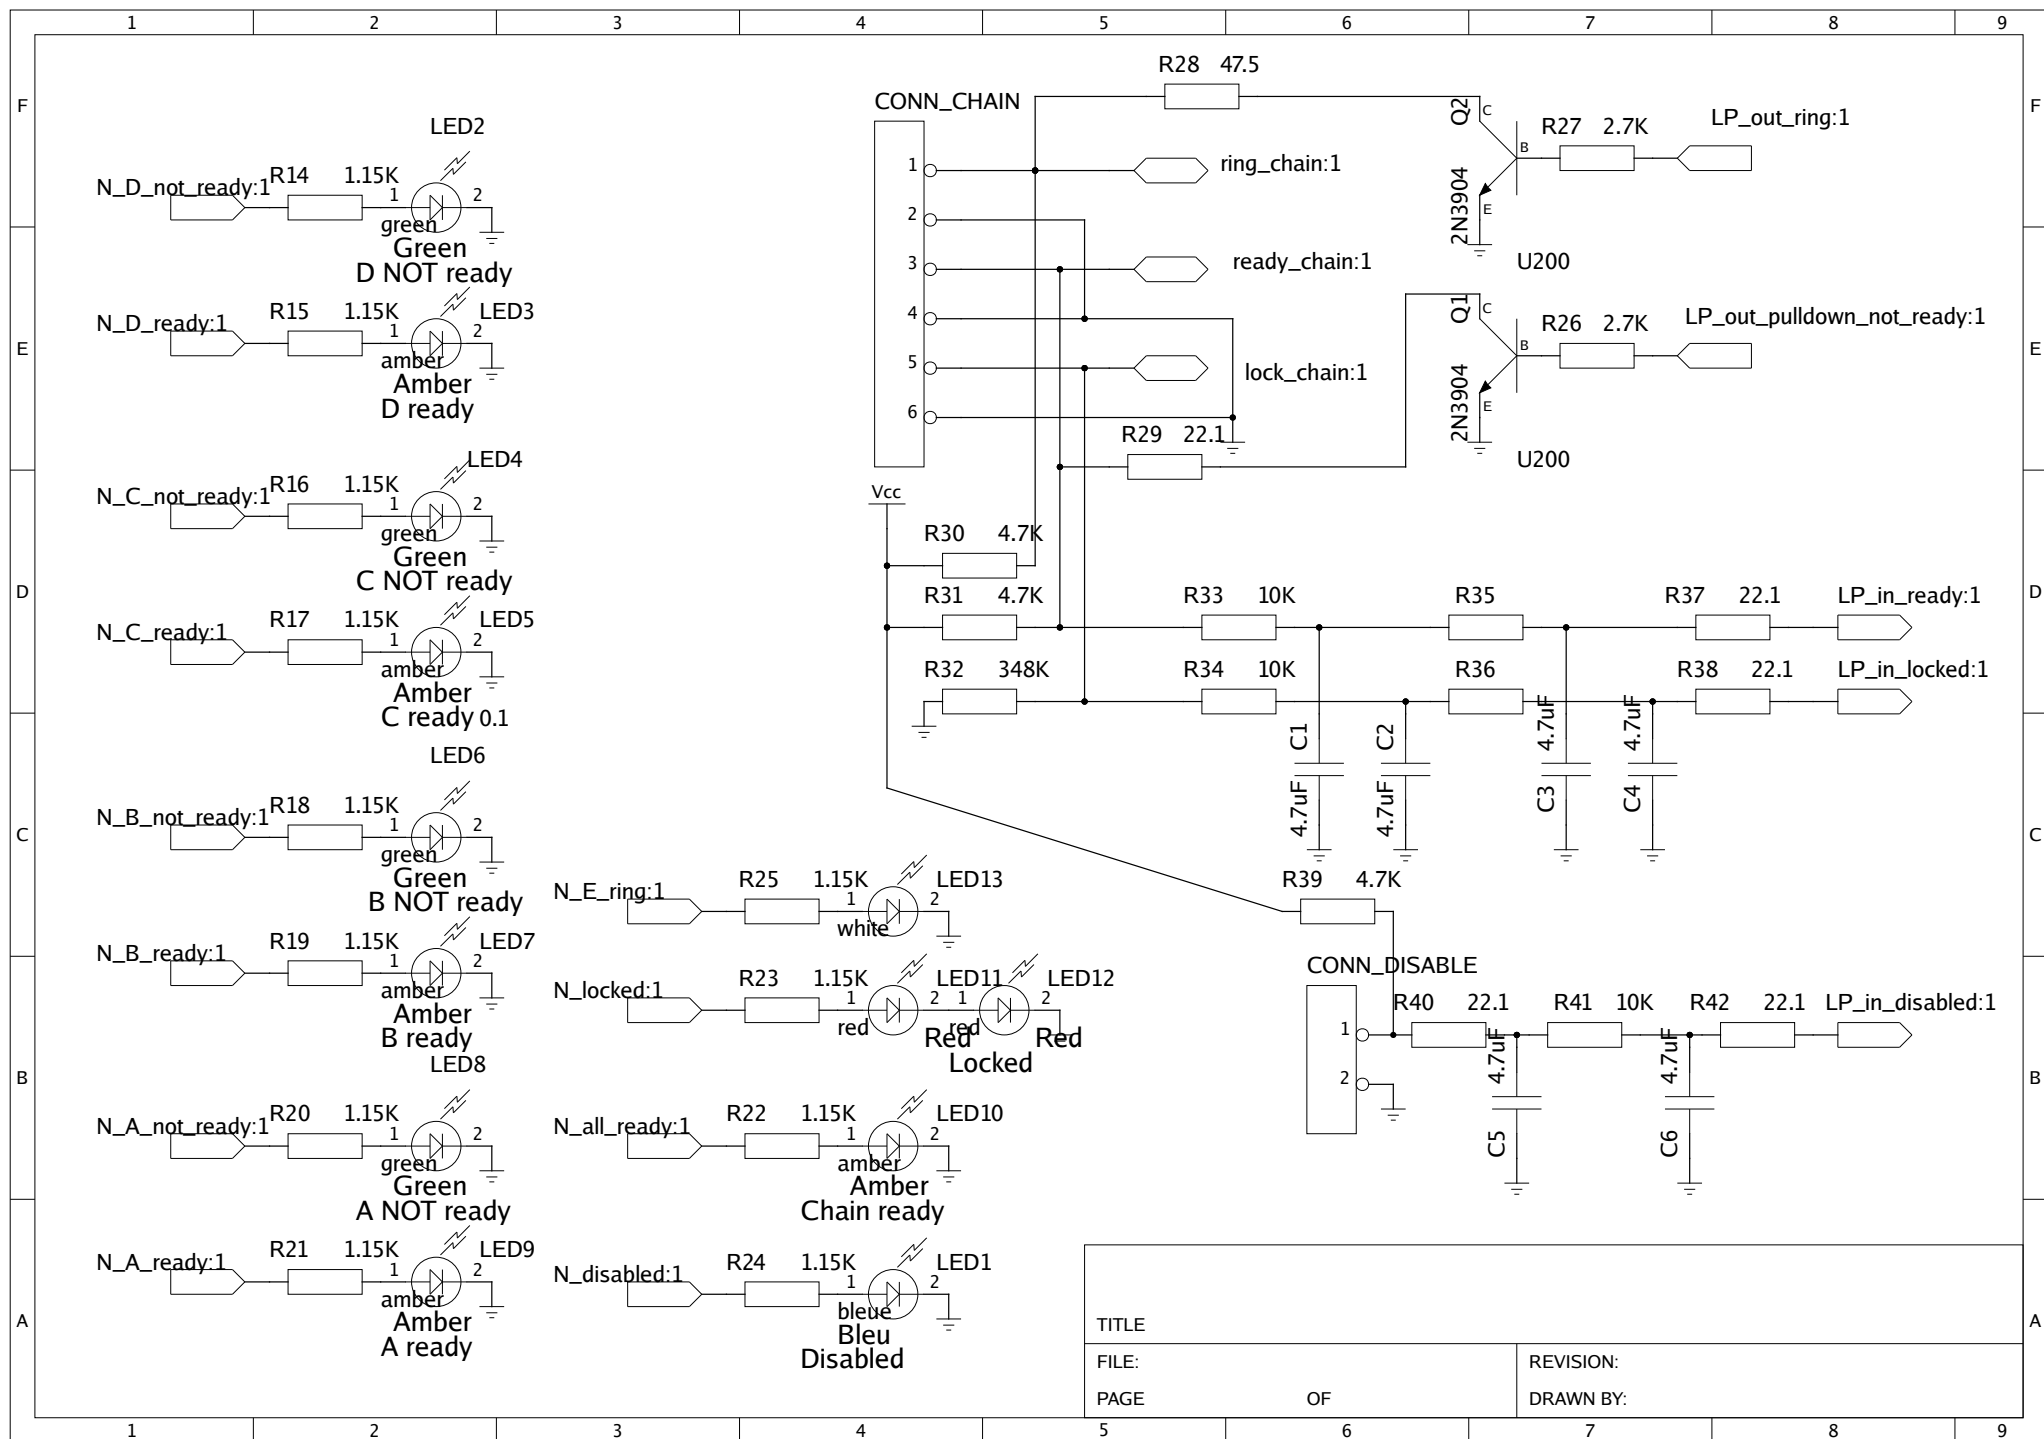 1 2 3 4 5 6 7 8 9
F
E
D
C
B
A
F
E
D
C
B
A
LED2
N_D_not_ready:1 R14 1.15K 1 2
green
Green
D NOT ready
N_D_ready:1 R15 1.15K 1 2 LED3
amber
Amber
D ready
LED4
N_C_not_ready:1 R16 1.15K 1 2
green
Green
C NOT ready
N_C_ready:1 R17 1.15K 1 2 LED5
amber
Amber
C ready 0.1
LED6
N_B_not_ready:1 R18 1.15K 1 2
green
Green
B NOT ready
N_B_ready:1 R19 1.15K 1 2 LED7
amber
Amber
B ready
LED8
N_A_not_ready:1 R20 1.15K 1 2
green
Green
A NOT ready
N_A_ready:1 R21 1.15K 1 2 LED9
amber
Amber
A ready
N_E_ring:1 R25 1.15K 1 2 LED13
white
N_locked:1 R23 1.15K 1 2 LED11 1 2 LED12
red red
Red Red
Locked
N_all_ready:1 R22 1.15K 1 2 LED10
amber
Amber
Chain ready
N_disabled:1 R24 1.15K 1 2 LED1
bleue
Bleu
Disabled
CONN_CHAIN
1 ring_chain:1
2
3 ready_chain:1
4
5 lock_chain:1
6
R28 47.5
Q2 C B E 2N3904
R27 2.7K LP_out_ring:1
U200
Q1 C B E 2N3904
R26 2.7K LP_out_pulldown_not_ready:1
U200
R29 22.1
Vcc
R30 4.7K
R31 4.7K R33 10K R35 R37 22.1 LP_in_ready:1
R32 348K R34 10K R36 R38 22.1 LP_in_locked:1
C1 4.7uF
C2 4.7uF
4.7uF C3
4.7uF C4
R39 4.7K
CONN_DISABLE
1 R40 22.1 R41 10K R42 22.1 LP_in_disabled:1
2
4.7uF C5
4.7uF C6
TITLE
FILE: REVISION:
PAGE OF DRAWN BY:
1 2 3 4 5 6 7 8 9